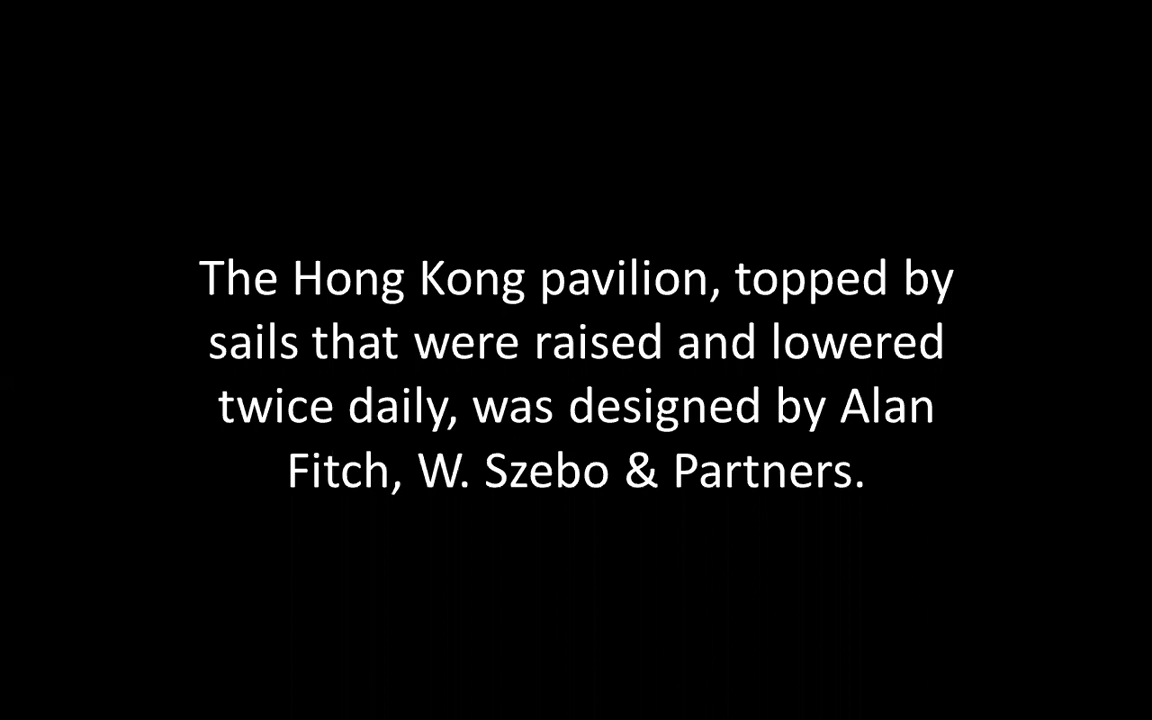 The Hong Kong pavilion, topped by
sails that were raised and lowered
twice daily, was designed by Alan
Fitch, W. Szebo & Partners.